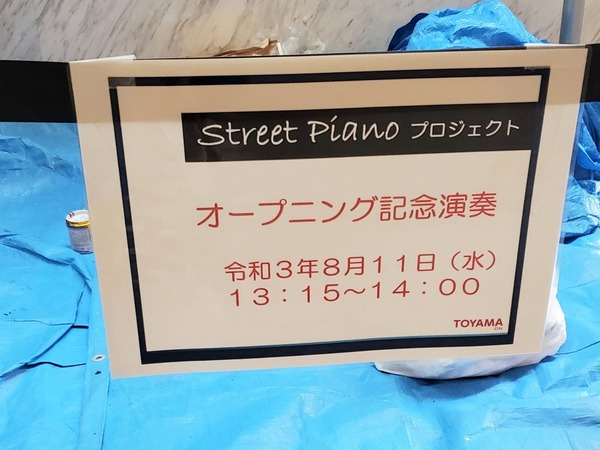 Street Piano プロジェクト
オープニング記念演奏
令和3年8月11日（水）
13：15～14：00
TOYAMA
City